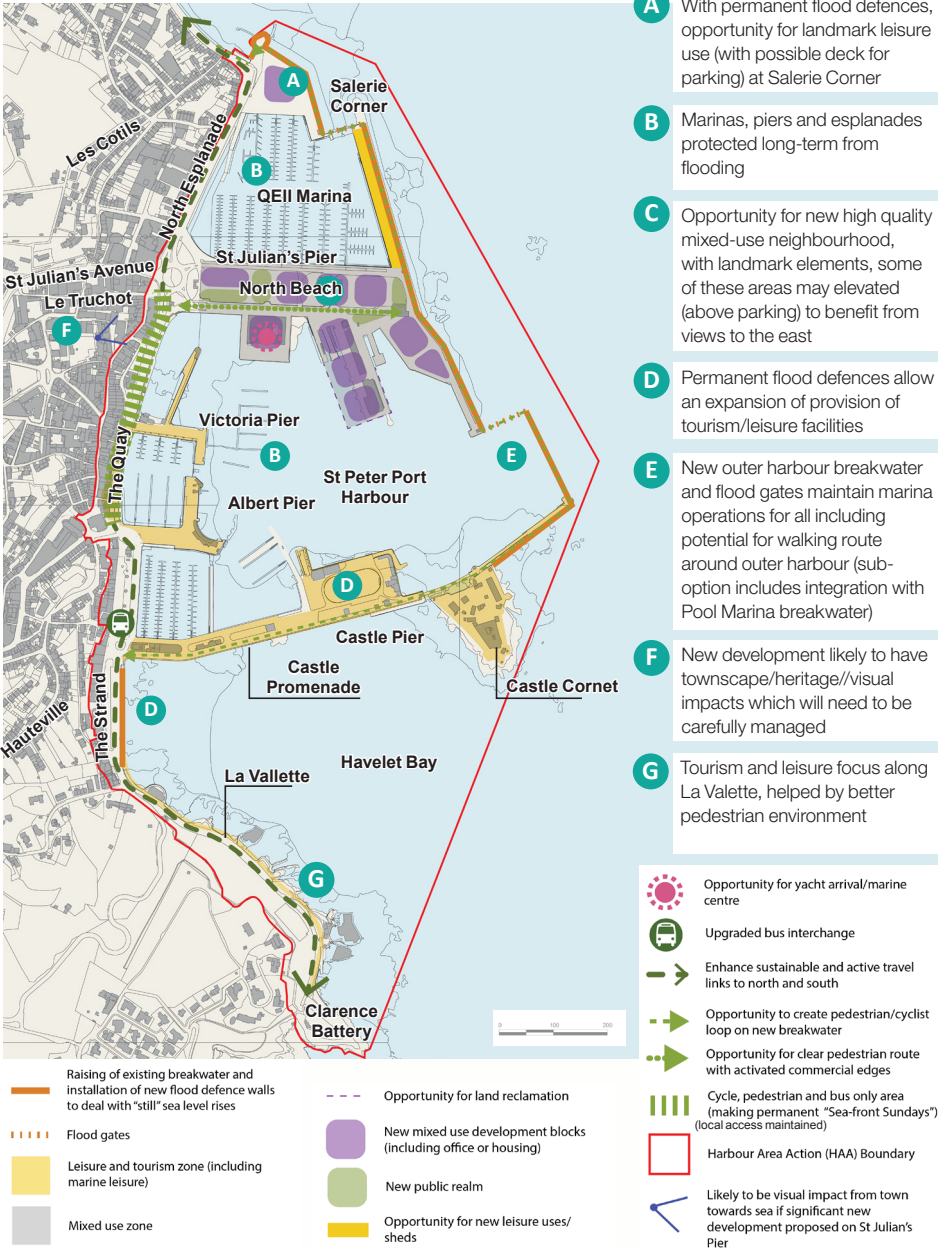 Les Cotils
North Esplanade
A
Salerie
Corner
B
QEII Marina
St Julian's Pier
St Julian's Avenue
Le Truchot
North Beach
F
Victoria Pier
The Quay
B
E
St Peter Port
Harbour
Albert Pier
D
Castle Pier
Castle
Promenade
Castle Cornet
The Strand
D
Hauteville
Havelet Bay
La Vallette
G
Clarence
Battery
0 100 200
A
With permanent flood defences,
opportunity for landmark leisure
use (with possible deck for
parking) at Salerie Corner
B
Marinas, piers and esplanades
protected long-term from
flooding
C
Opportunity for new high quality
mixed-use neighbourhood,
with landmark elements, some
of these areas may elevated
(above parking) to benefit from
views to the east
D
Permanent flood defences allow
an expansion of provision of
tourism/leisure facilities
E
New outer harbour breakwater
and flood gates maintain marina
operations for all including
potential for walking route
around outer harbour (sub-
option includes integration with
Pool Marina breakwater)
F
New development likely to have
townscape/heritage//visual
impacts which will need to be
carefully managed
G
Tourism and leisure focus along
La Valette, helped by better
pedestrian environment
Opportunity for yacht arrival/marine
centre
Upgraded bus interchange
Enhance sustainable and active travel
links to north and south
Opportunity to create pedestrian/cyclist
loop on new breakwater
Opportunity for clear pedestrian route
with activated commercial edges
Cycle, pedestrian and bus only area
(making permanent "Sea-front Sundays")
(local access maintained)
Harbour Area Action (HAA) Boundary
Likely to be visual impact from town
towards sea if significant new
development proposed on St Julian's
Pier
Raising of existing breakwater and
installation of new flood defence walls
to deal with "still" sea level rises
Flood gates
Leisure and tourism zone (including
marine leisure)
Mixed use zone
Opportunity for land reclamation
New mixed use development blocks
(including office or housing)
New public realm
Opportunity for new leisure uses/
sheds